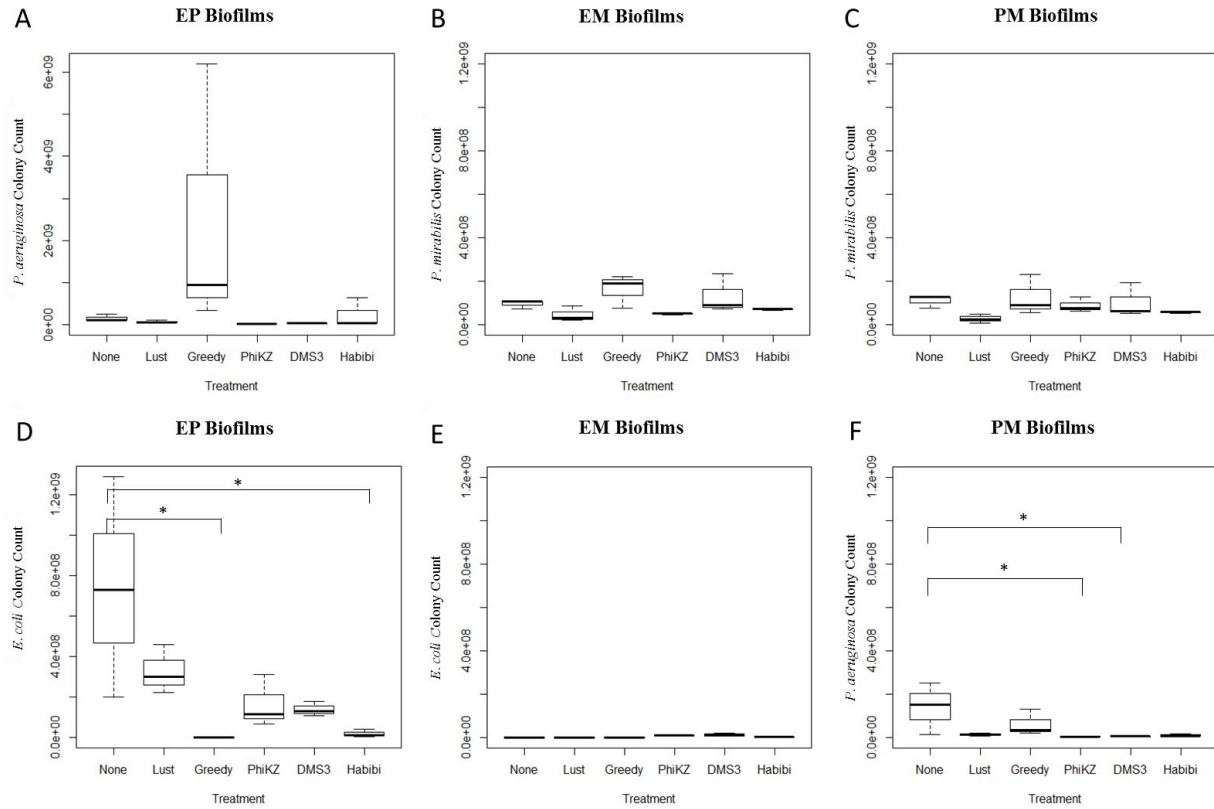 A
EP Biofilms
P. aeruginosa Colony Count
6e+09
4e+09
2e+09
0e+00
None Lust Greedy PhiKZ DMS3 Habibi
Treatment
B
EM Biofilms
P. mirabilis Colony Count
1.2e+09
8.0e+08
4.0e+08
0.0e+00
None Lust Greedy PhiKZ DMS3 Habibi
Treatment
C
PM Biofilms
P. mirabilis Colony Count
1.2e+09
8.0e+08
4.0e+08
0.0e+00
None Lust Greedy PhiKZ DMS3 Habibi
Treatment
D
EP Biofilms
E. coli Colony Count
1.2e+09
8.0e+08
4.0e+08
0.0e+00
*
*
None Lust Greedy PhiKZ DMS3 Habibi
Treatment
E
EM Biofilms
E. coli Colony Count
1.2e+09
8.0e+08
4.0e+08
0.0e+00
None Lust Greedy PhiKZ DMS3 Habibi
Treatment
F
PM Biofilms
P. aeruginosa Colony Count
1.2e+09
8.0e+08
4.0e+08
0.0e+00
*
*
None Lust Greedy PhiKZ DMS3 Habibi
Treatment